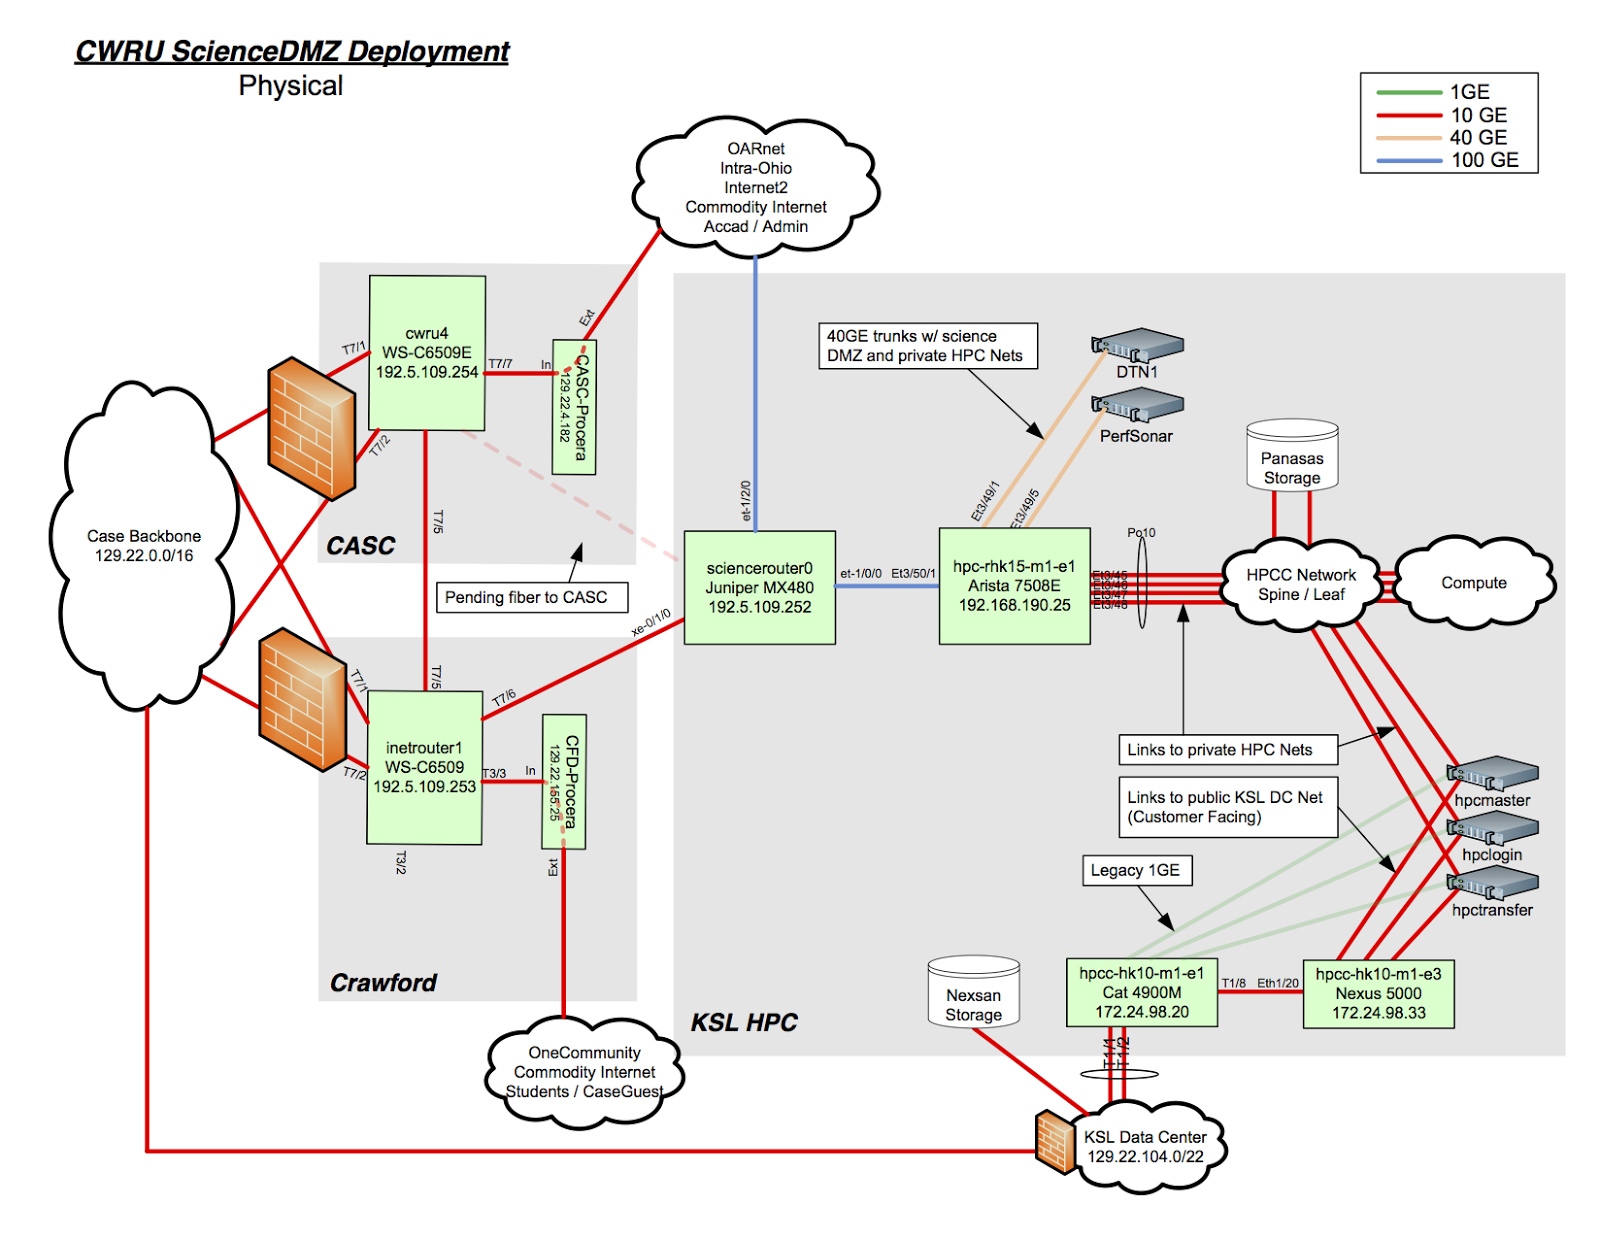 CWRU ScienceDMZ Deployment
Physical
1GE
10 GE
40 GE
100 GE
OARnet
Intra-Ohio
Internet2
Commodity Internet
Accad / Admin
cwru4
WS-C6509E
192.5.109.254
T7/1
T7/2
T7/7
In
Ext
CASC-Procera
129.22.4.182
T7/5
CASC
Pending fiber to CASC
Case Backbone
129.22.0.0/16
40GE trunks w/ science
DMZ and private HPC Nets
DTN1
PerfSonar
Et3/49/1
Et3/49/5
et-1/2/0
sciencerouter0
Juniper MX480
192.5.109.252
et-1/0/0
Et3/50/1
xe-0/1/0
hpc-rhk15-m1-e1
Arista 7508E
192.168.190.25
Et3/45
Et3/46
Et3/47
Et3/48
Po10
Panasas
Storage
HPCC Network
Spine / Leaf
Compute
T7/5
T7/6
T7/1
T7/2
inetrouter1
WS-C6509
192.5.109.253
T3/3
In
CFD-Procera
129.22.155.25
Ext
T3/2
Crawford
Links to private HPC Nets
Links to public KSL DC Net
(Customer Facing)
Legacy 1GE
hpcmaster
hpclogin
hpctransfer
KSL HPC
Nexsan
Storage
hpcc-hk10-m1-e1
Cat 4900M
172.24.98.20
T1/8
Eth1/20
hpcc-hk10-m1-e3
Nexus 5000
172.24.98.33
T1/1
T1/2
OneCommunity
Commodity Internet
Students / CaseGuest
KSL Data Center
129.22.104.0/22